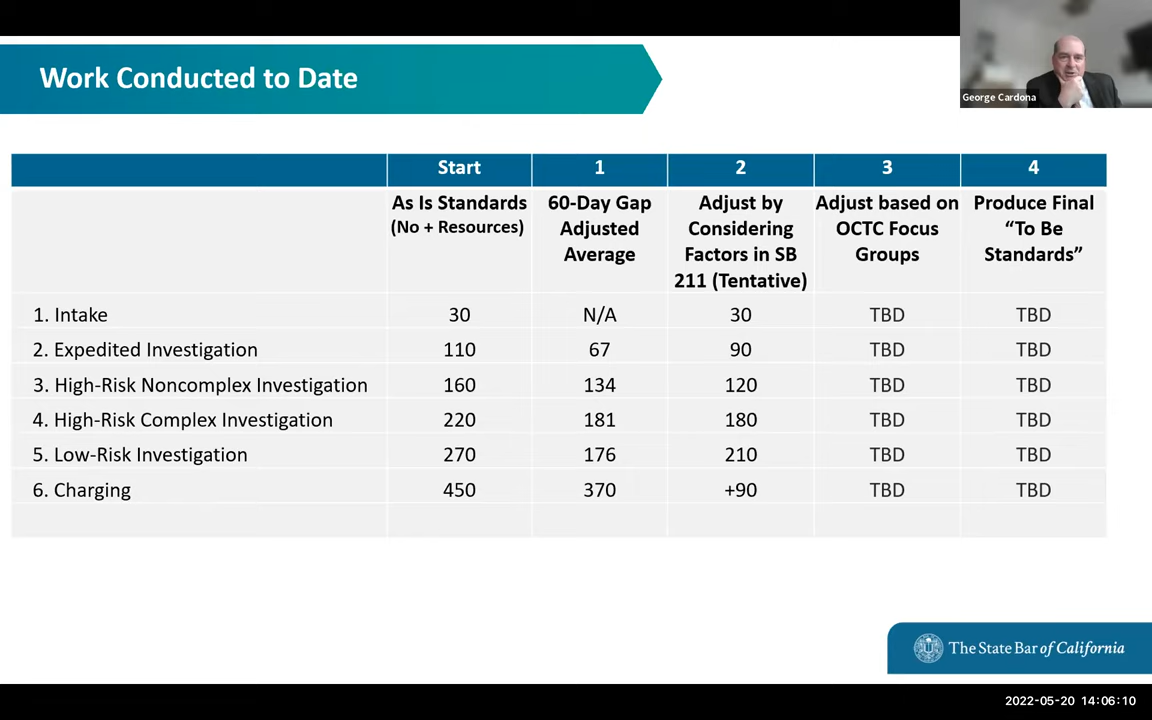 Work Conducted to Date
George Cardona
Start 1 2 3 4
As Is Standards (No + Resources) 60-Day Gap Adjusted Average Adjust by Considering Factors in SB 211 (Tentative) Adjust based on OCTC Focus Groups Produce Final “To Be Standards”
1. Intake 30 N/A 30 TBD TBD
2. Expedited Investigation 110 67 90 TBD TBD
3. High-Risk Noncomplex Investigation 160 134 120 TBD TBD
4. High-Risk Complex Investigation 220 181 180 TBD TBD
5. Low-Risk Investigation 270 176 210 TBD TBD
6. Charging 450 370 +90 TBD TBD
The State Bar of California
2022-05-20 14:06:10